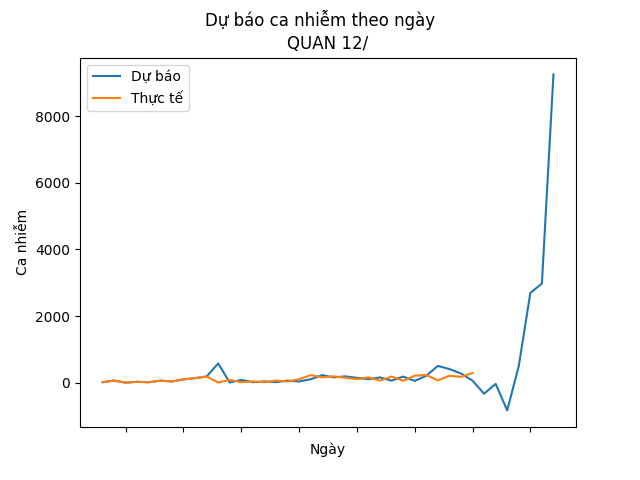 Dự báo ca nhiễm theo ngày
QUAN 12/
Dự báo
Thực tế
8000
6000
4000
2000
0
Ca nhiễm
Ngày